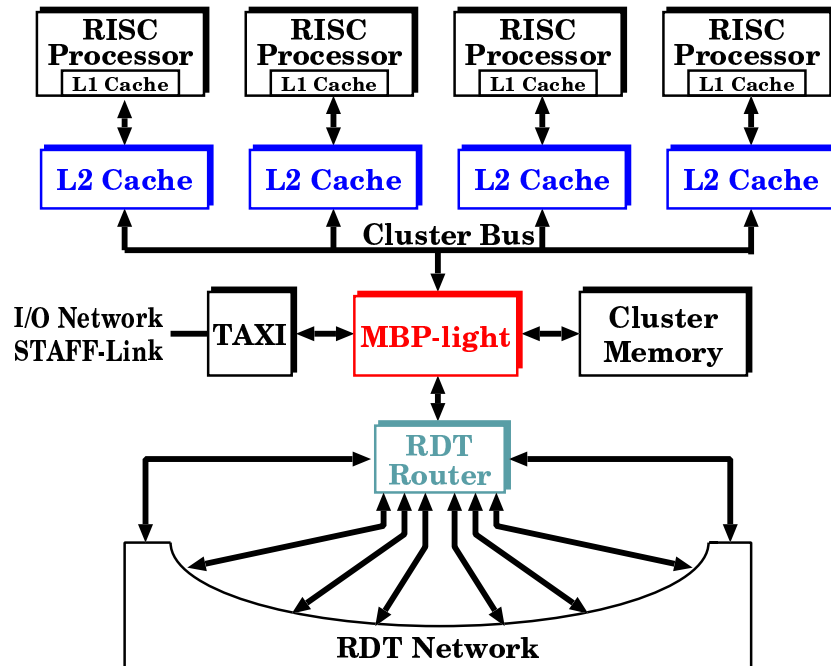 RISC
Processor
L1 Cache
RISC
Processor
L1 Cache
RISC
Processor
L1 Cache
RISC
Processor
L1 Cache
L2 Cache
L2 Cache
L2 Cache
L2 Cache
Cluster Bus
I/O Network
STAFF-Link
TAXI
MBP-light
Cluster
Memory
RDT
Router
RDT Network